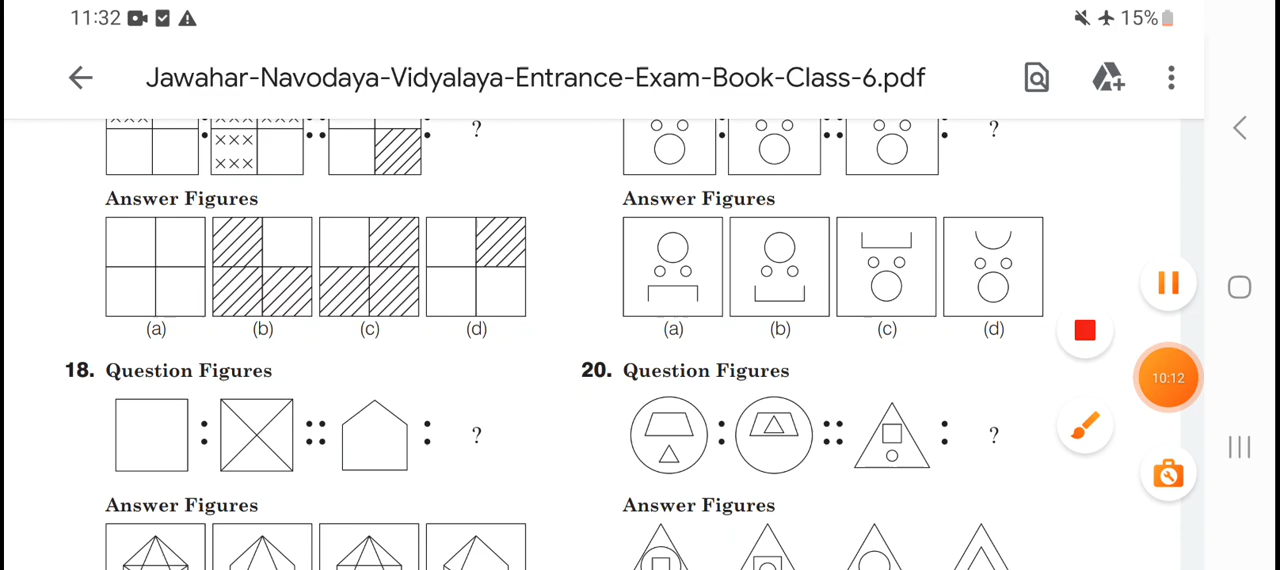 11:32
15%
Jawahar-Navodaya-Vidyalaya-Entrance-Exam-Book-Class-6.pdf
××× : ××× :: : ?
×××
×××
: :: : ?
Answer Figures
(a) (b) (c) (d)
Answer Figures
(a) (b) (c) (d)
18. Question Figures
: :: : ?
Answer Figures
20. Question Figures
: :: : ?
Answer Figures
10:12